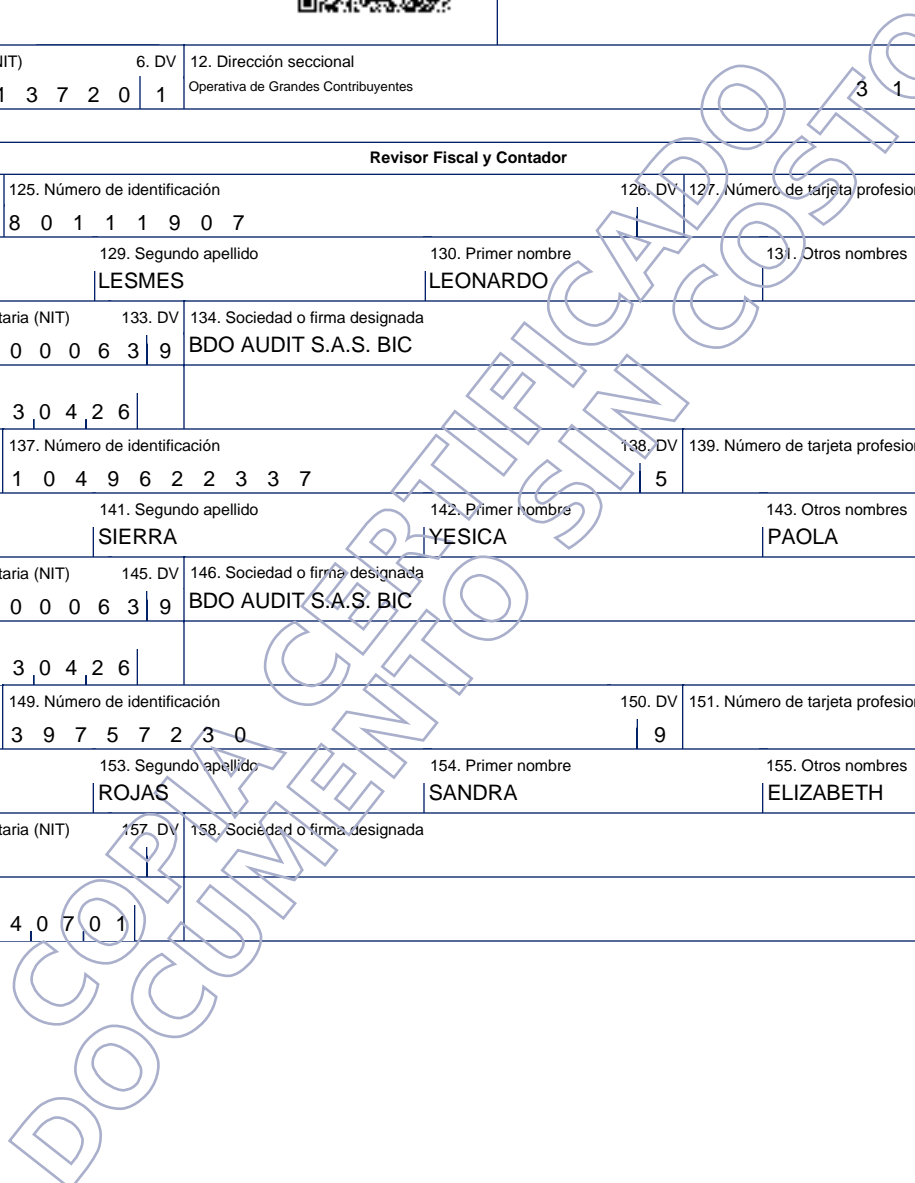 IT) 6. DV 12. Dirección seccional
1 3 7 2 0 1 Operativa de Grandes Contribuyentes 3 1
Revisor Fiscal y Contador
125. Número de identificación 126. DV 127. Número de tarjeta profesion
8 0 1 1 1 9 0 7
129. Segundo apellido 130. Primer nombre 131. Otros nombres
LESMES LEONARDO
taria (NIT) 133. DV 134. Sociedad o firma designada
0 0 0 6 3 9 BDO AUDIT S.A.S. BIC
3 0 4 2 6
137. Número de identificación 138. DV 139. Número de tarjeta profesion
1 0 4 9 6 2 2 3 3 7 5
141. Segundo apellido 142. Primer nombre 143. Otros nombres
SIERRA YESICA PAOLA
taria (NIT) 145. DV 146. Sociedad o firma designada
0 0 0 6 3 9 BDO AUDIT S.A.S. BIC
3 0 4 2 6
149. Número de identificación 150. DV 151. Número de tarjeta profesion
3 9 7 5 7 2 3 0 9
153. Segundo apellido 154. Primer nombre 155. Otros nombres
ROJAS SANDRA ELIZABETH
taria (NIT) 157. DV 158. Sociedad o firma designada
4 0 7 0 1
COPIA CERTIFICADO
DOCUMENTO SIN COSTO